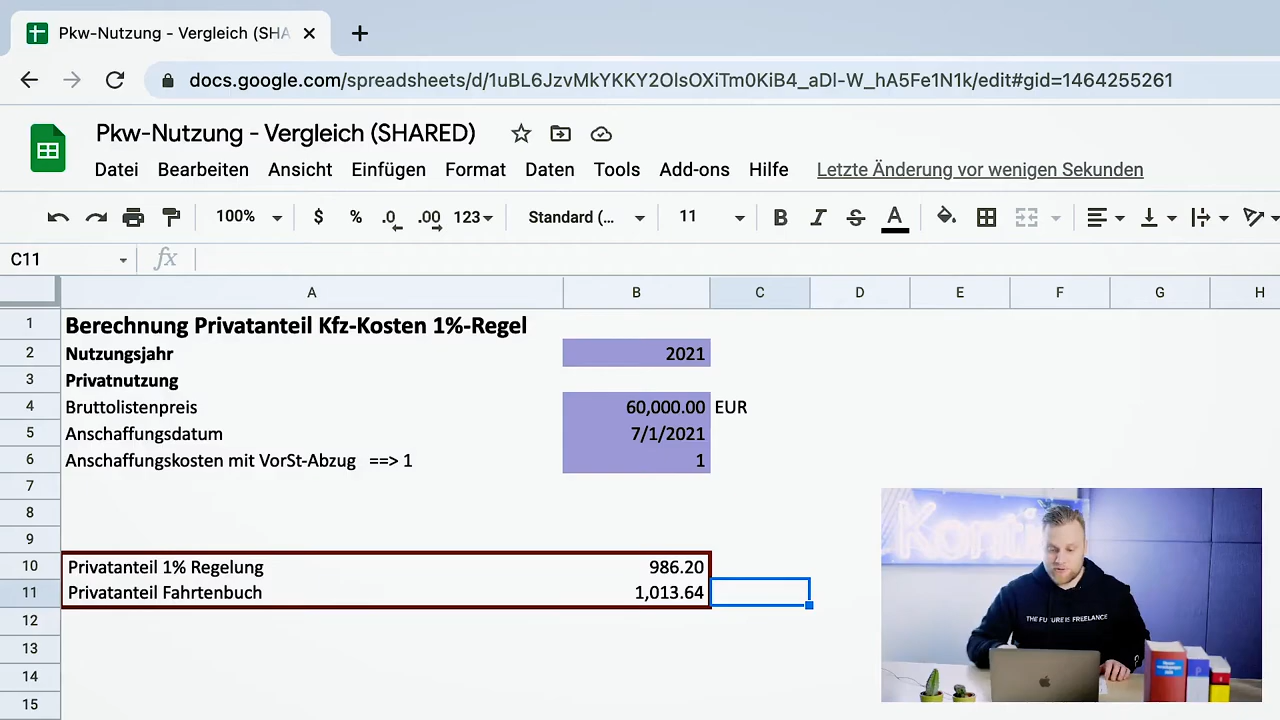 Pkw-Nutzung - Vergleich (SHA
docs.google.com/spreadsheets/d/1uBL6JzvMkYKKY2OlsOXiTm0KiB4_aDl-W_hA5Fe1N1k/edit#gid=1464255261
Pkw-Nutzung - Vergleich (SHARED)
Datei Bearbeiten Ansicht Einfügen Format Daten Tools Add-ons Hilfe Letzte Änderung vor wenigen Sekunden
100% $ % .0 .00 123 Standard (... 11 B I S A
C11 fx
A B C D E F G H
1 Berechnung Privatanteil Kfz-Kosten 1%-Regel
2 Nutzungsjahr 2021
3 Privatnutzung
4 Bruttolistenpreis 60,000.00 EUR
5 Anschaffungsdatum 7/1/2021
6 Anschaffungskosten mit VorSt-Abzug ==> 1 1
7
8
9
10 Privatanteil 1% Regelung 986.20
11 Privatanteil Fahrtenbuch 1,013.64
12
13
14
15
Konti
THE FUTURE IS FREELANCE